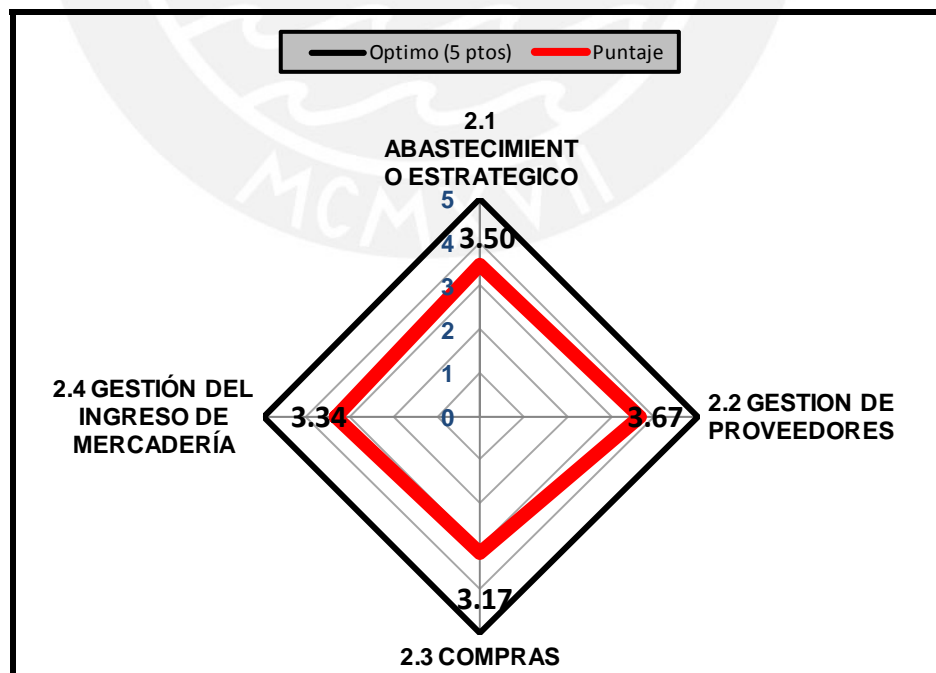 Optimo (5 ptos) Puntaje
MCMXVII
2.1
ABASTECIMIENT
O ESTRATEGICO
5
3.50
4
3
2
1
0
2.4 GESTIÓN DEL
INGRESO DE
MERCADERÍA
3.34
3.67
2.2 GESTION DE
PROVEEDORES
3.17
2.3 COMPRAS